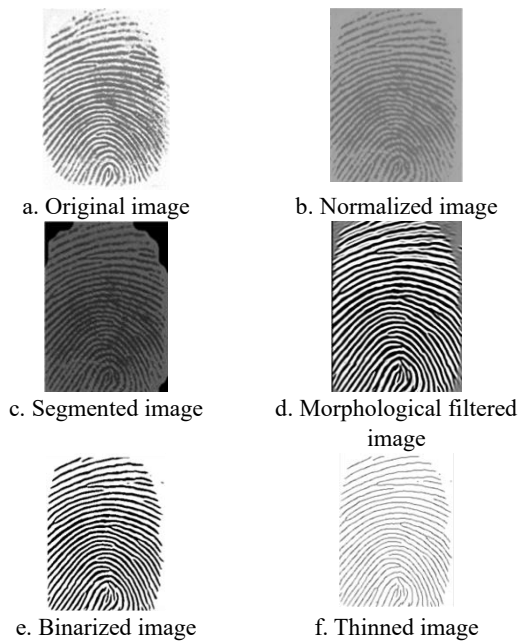 a. Original image
b. Normalized image
c. Segmented image
d. Morphological filtered
image
e. Binarized image
f. Thinned image